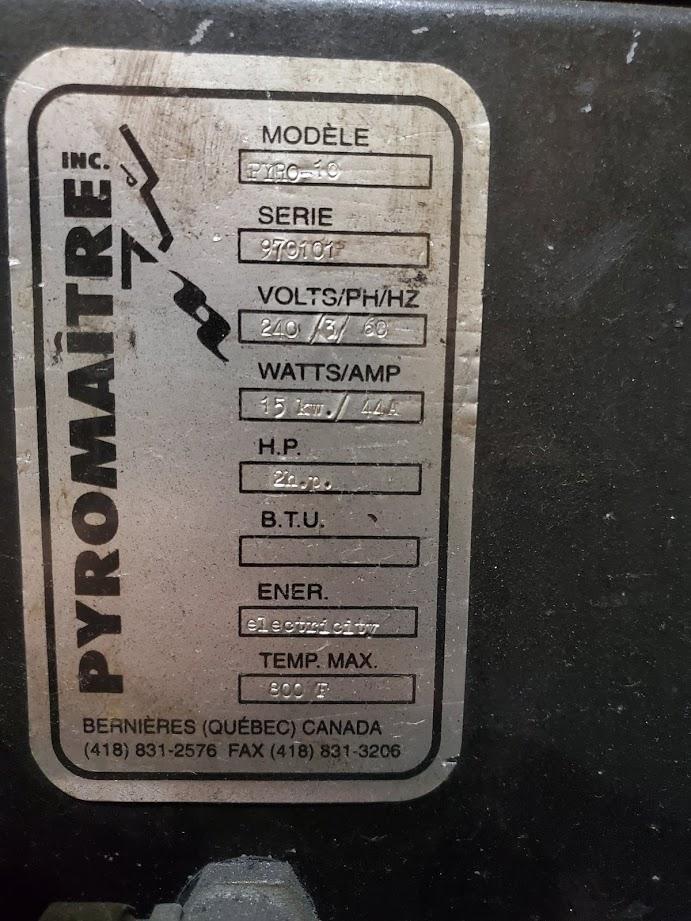 PYROMAÎTRE INC.
MODÈLE
PYRO-10
SERIE
970101
VOLTS/PH/HZ
240 /3/ 60
WATTS/AMP
15 kw./ 44A
H.P.
2h.p.
B.T.U.
ENER.
electricity
TEMP. MAX.
800 F
BERNIÈRES (QUÉBEC) CANADA
(418) 831-2576 FAX (418) 831-3206